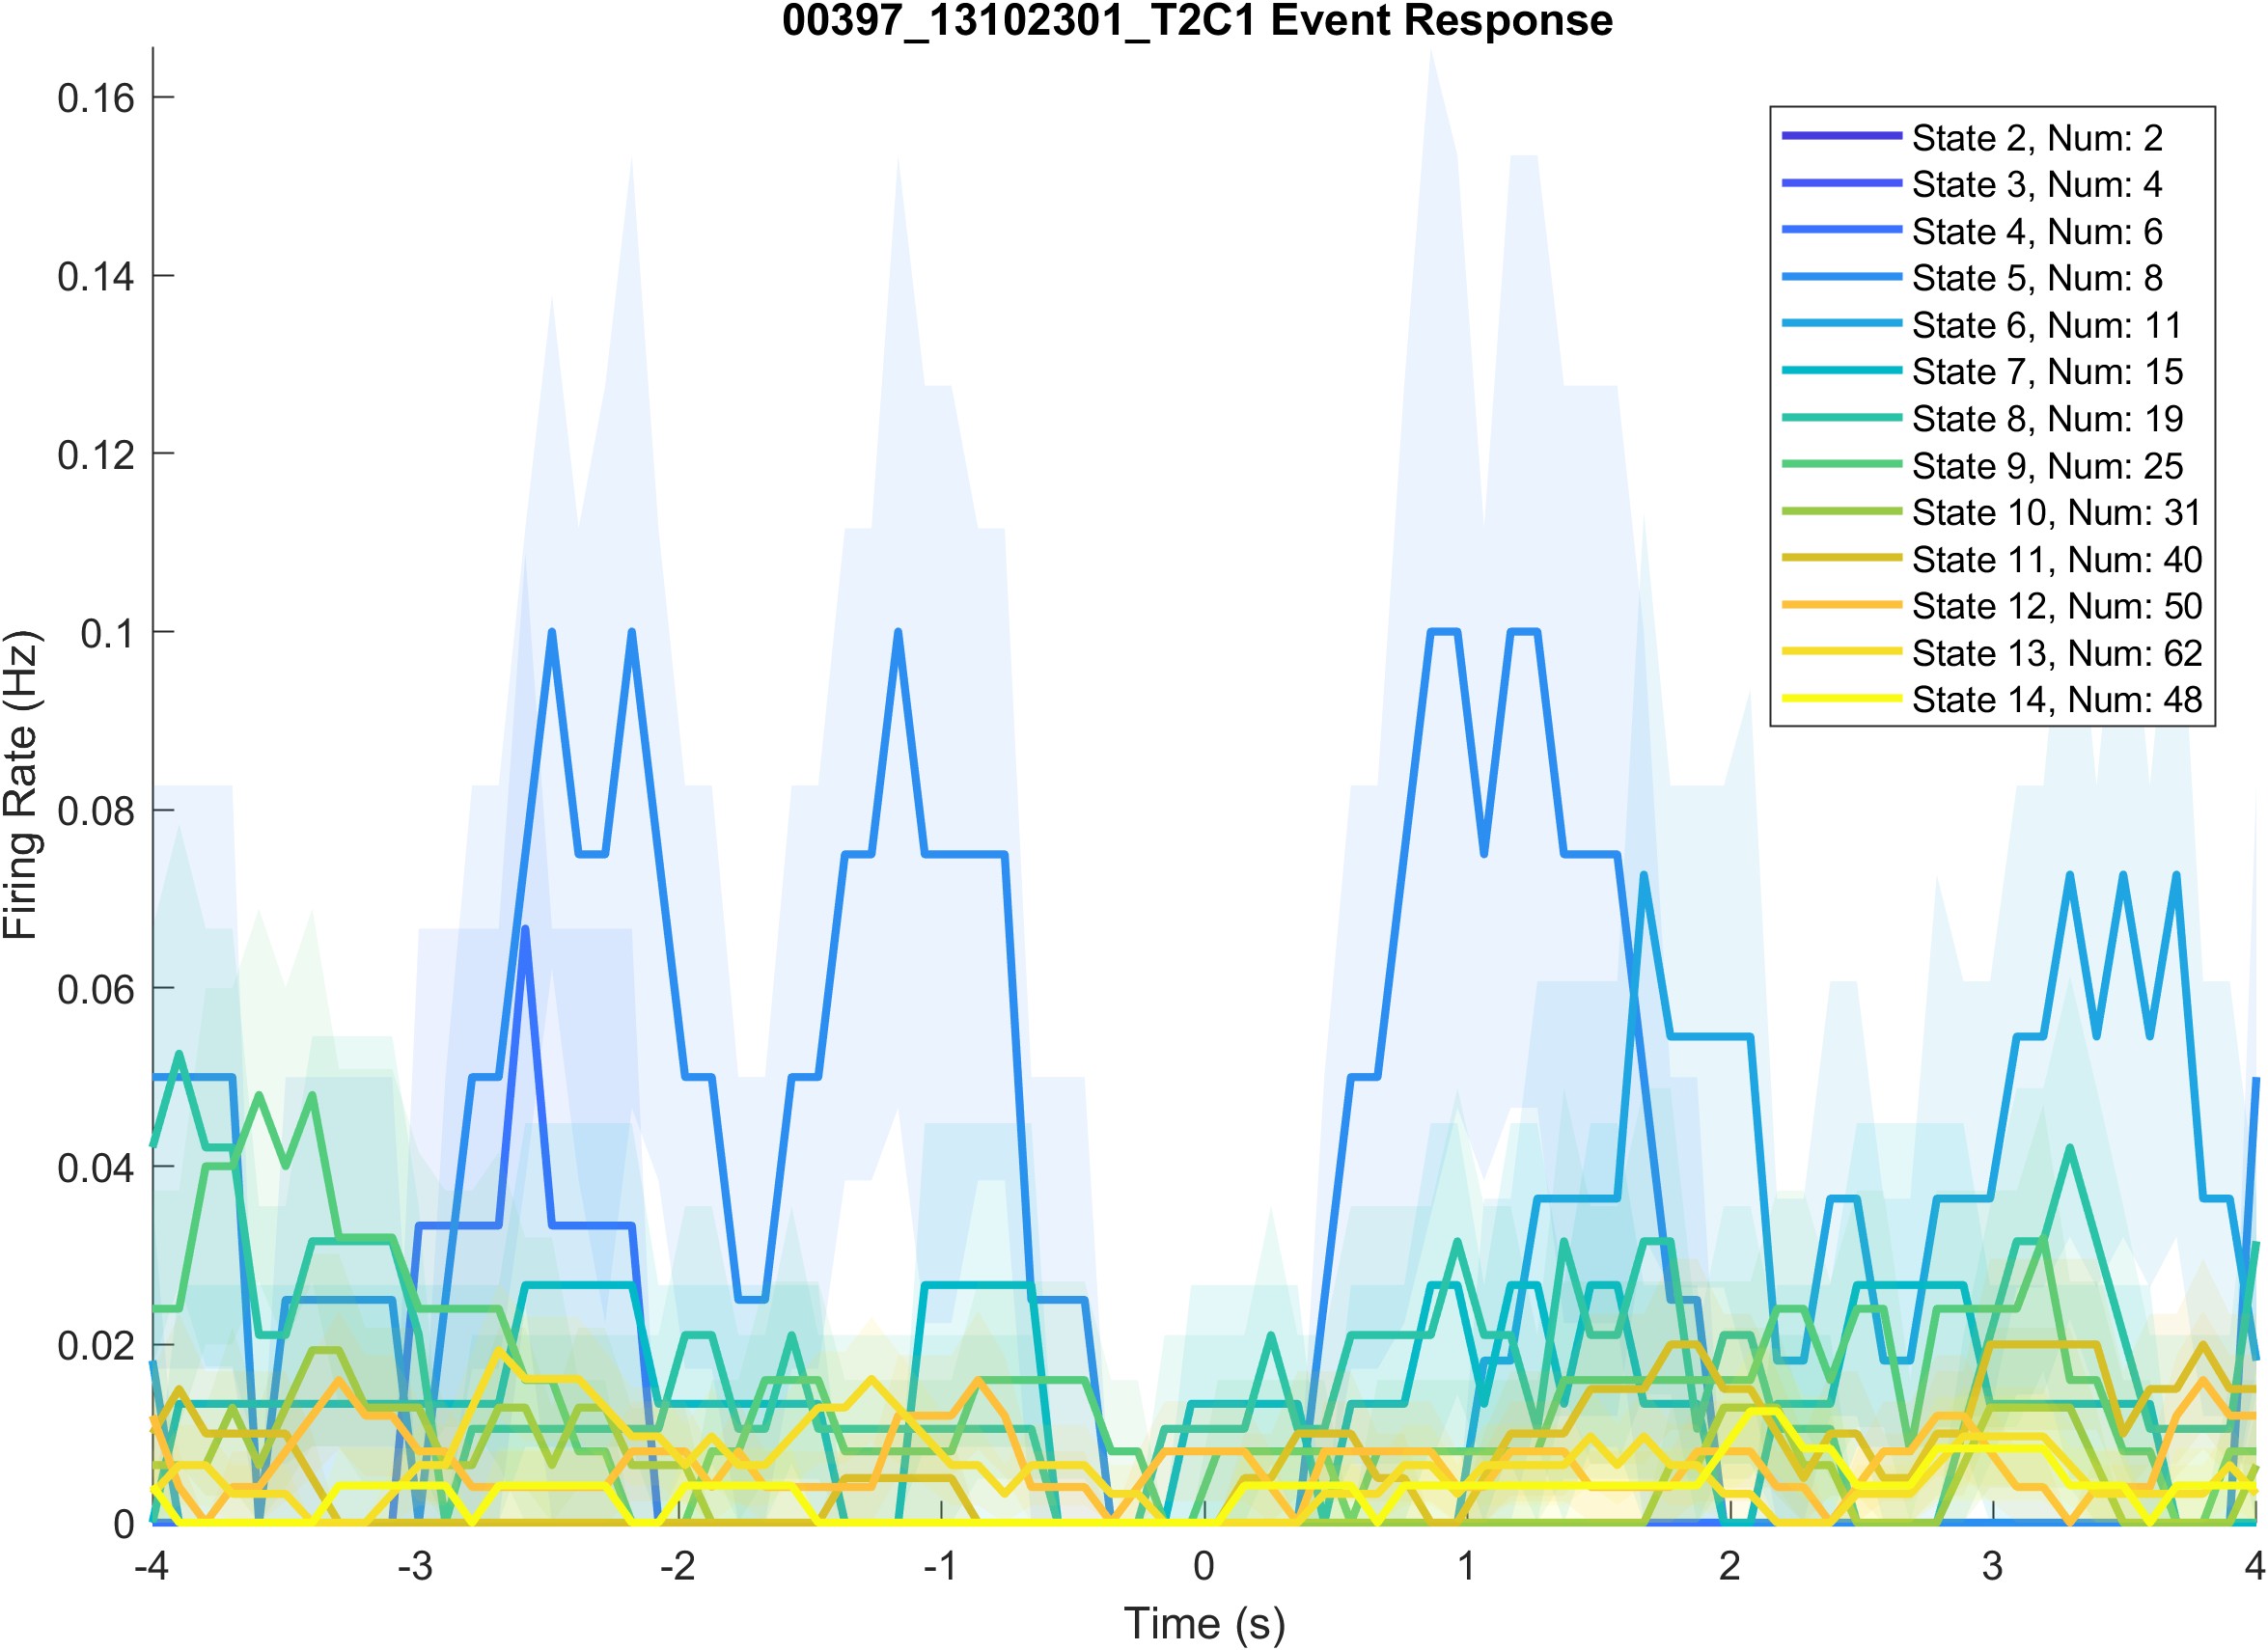 00397_13102301_T2C1 Event Response
0.16
0.14
0.12
0.1
0.08
0.06
0.04
0.02
0
Firing Rate (Hz)
State 2, Num: 2
State 3, Num: 4
State 4, Num: 6
State 5, Num: 8
State 6, Num: 11
State 7, Num: 15
State 8, Num: 19
State 9, Num: 25
State 10, Num: 31
State 11, Num: 40
State 12, Num: 50
State 13, Num: 62
State 14, Num: 48
-4 -3 -2 -1 0 1 2 3 4
Time (s)